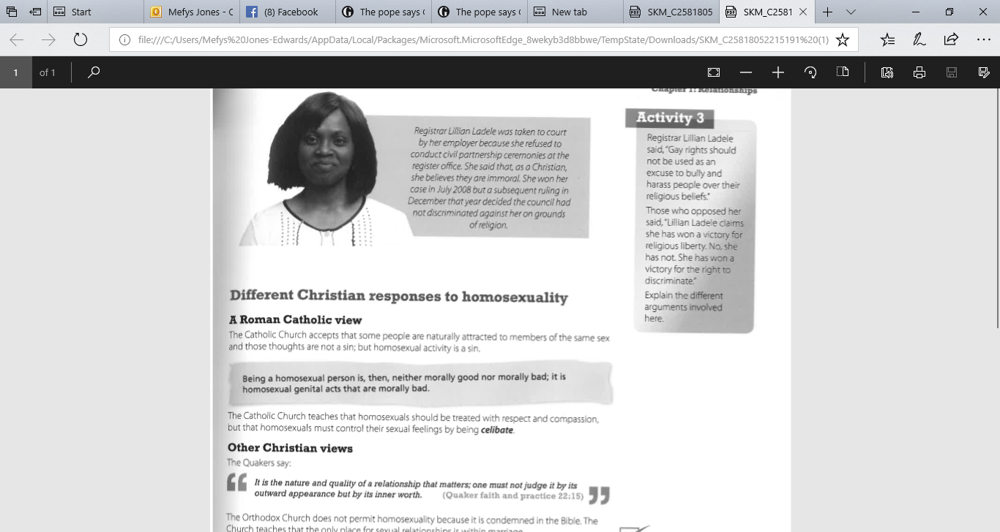 Start
Mefys Jones - C
(8) Facebook
The pope says (
The pope says (
New tab
SKM_C2581805
SKM_C2581
file:///C:/Users/Mefys%20Jones-Edwards/AppData/Local/Packages/Microsoft.MicrosoftEdge_8wekyb3d8bbwe/TempState/Downloads/SKM_C25818052215191%20(1)
1 of 1
Chapter 1: Relationships
Registrar Lillian Ladele was taken to court
by her employer because she refused to
conduct civil partnership ceremonies at the
register office. She said that, as a Christian,
she believes they are immoral. She won her
case in July 2008 but a subsequent ruling in
December that year decided the council had
not discriminated against her on grounds
of religion.
Activity 3
Registrar Lillian Ladele
said, "Gay rights should
not be used as an
excuse to bully and
harass people over their
religious beliefs."
Those who opposed her
said, "Lillian Ladele claims
she has won a victory for
religious liberty. No, she
has not. She has won a
victory for the right to
discriminate."
Explain the different
arguments involved
here.
Different Christian responses to homosexuality
A Roman Catholic view
The Catholic Church accepts that some people are naturally attracted to members of the same sex
and those thoughts are not a sin; but homosexual activity is a sin.
Being a homosexual person is, then, neither morally good nor morally bad; it is
homosexual genital acts that are morally bad.
The Catholic Church teaches that homosexuals should be treated with respect and compassion,
but that homosexuals must control their sexual feelings by being celibate.
Other Christian views
The Quakers say:
It is the nature and quality of a relationship that matters; one must not judge it by its
outward appearance but by its inner worth. (Quaker faith and practice 22:15)
The Orthodox Church does not permit homosexuality because it is condemned in the Bible. The
Church teaches that the only place for sexual relationships is within marriage.